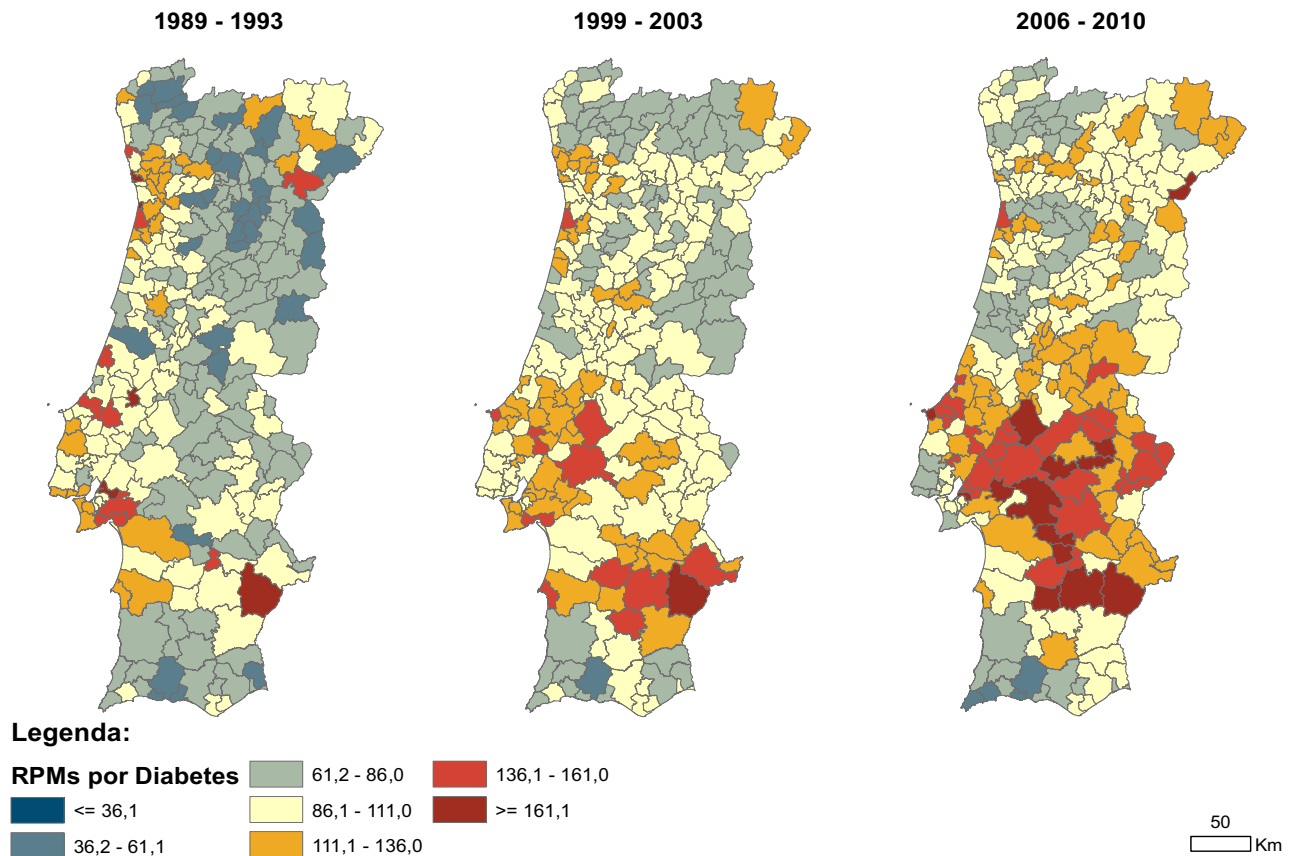 1989 - 1993
1999 - 2003
2006 - 2010
Legenda:
RPMs por Diabetes
<= 36,1
36,2 - 61,1
61,2 - 86,0
86,1 - 111,0
111,1 - 136,0
136,1 - 161,0
>= 161,1
50
Km